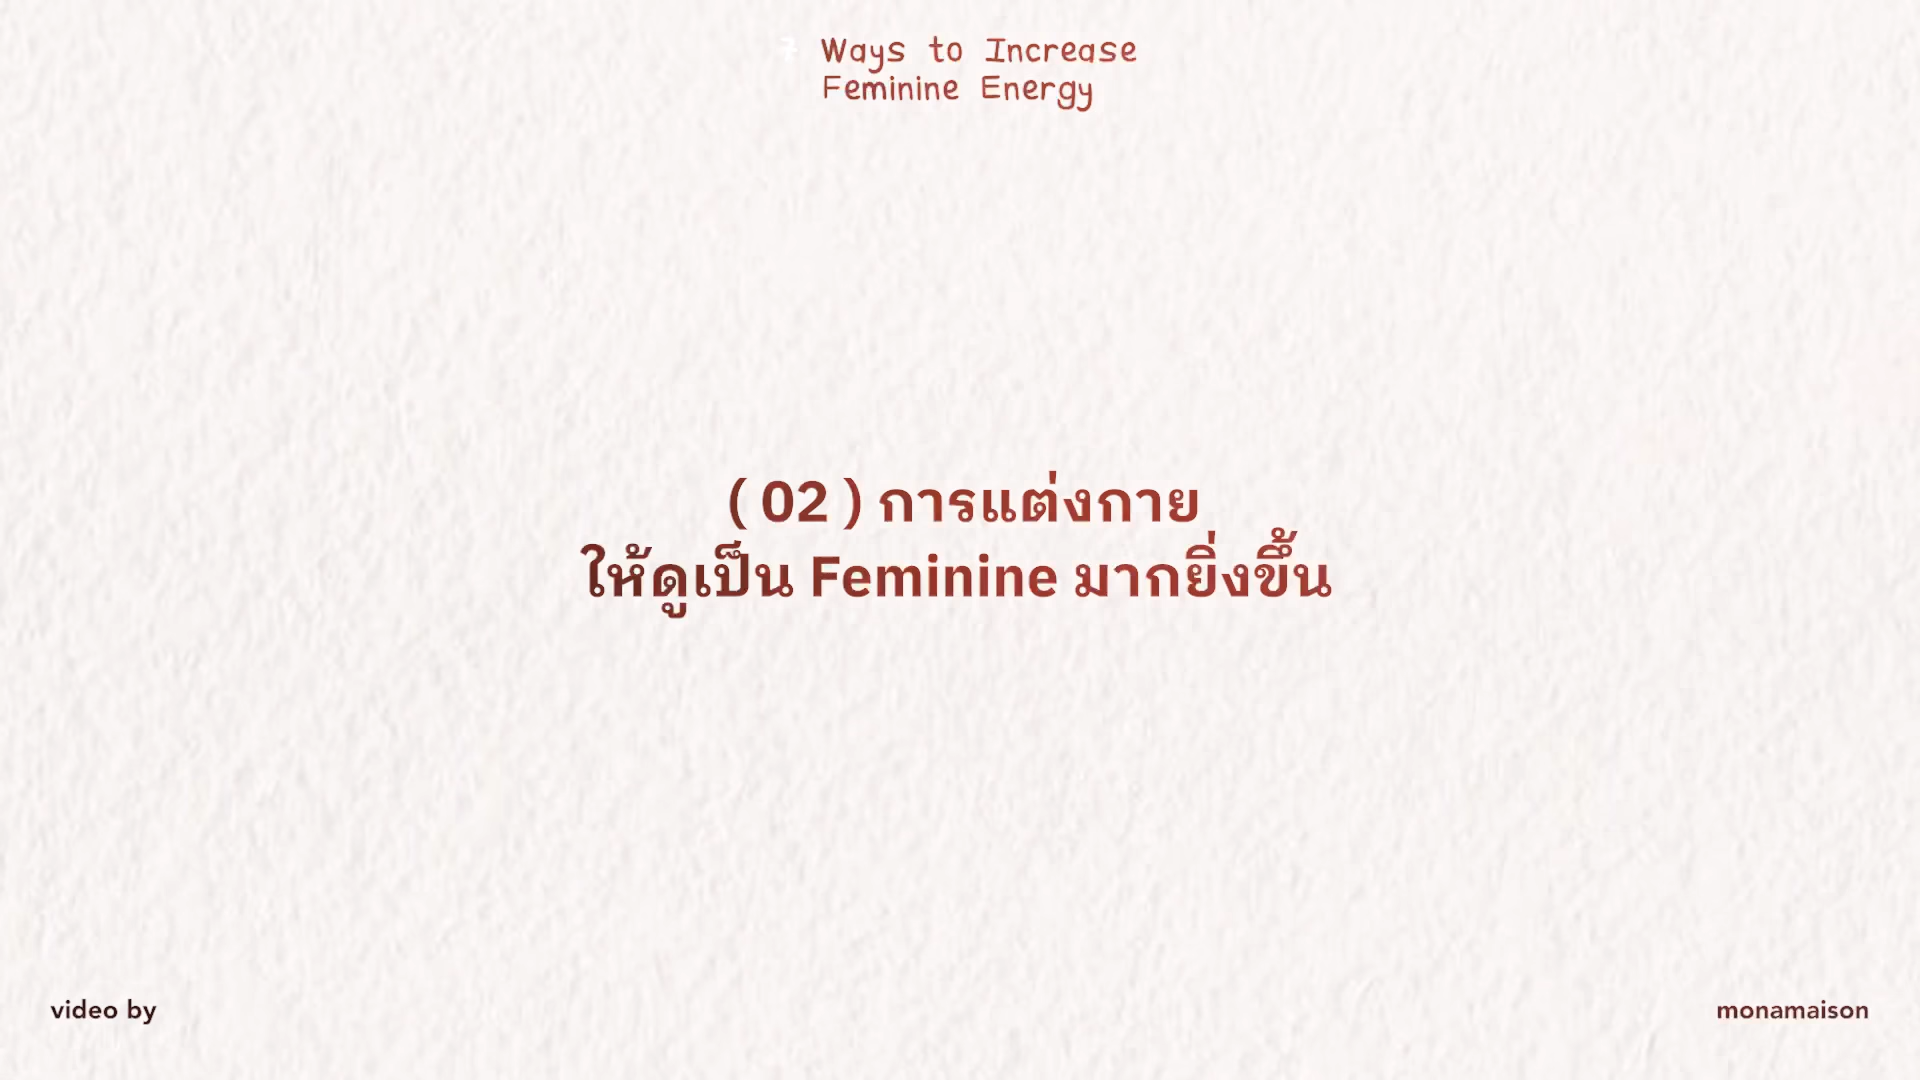 7 Ways to Increase
Feminine Energy
( 02 ) การแต่งกาย
ให้ดูเป็น Feminine มากยิ่งขึ้น
video by
monamaison